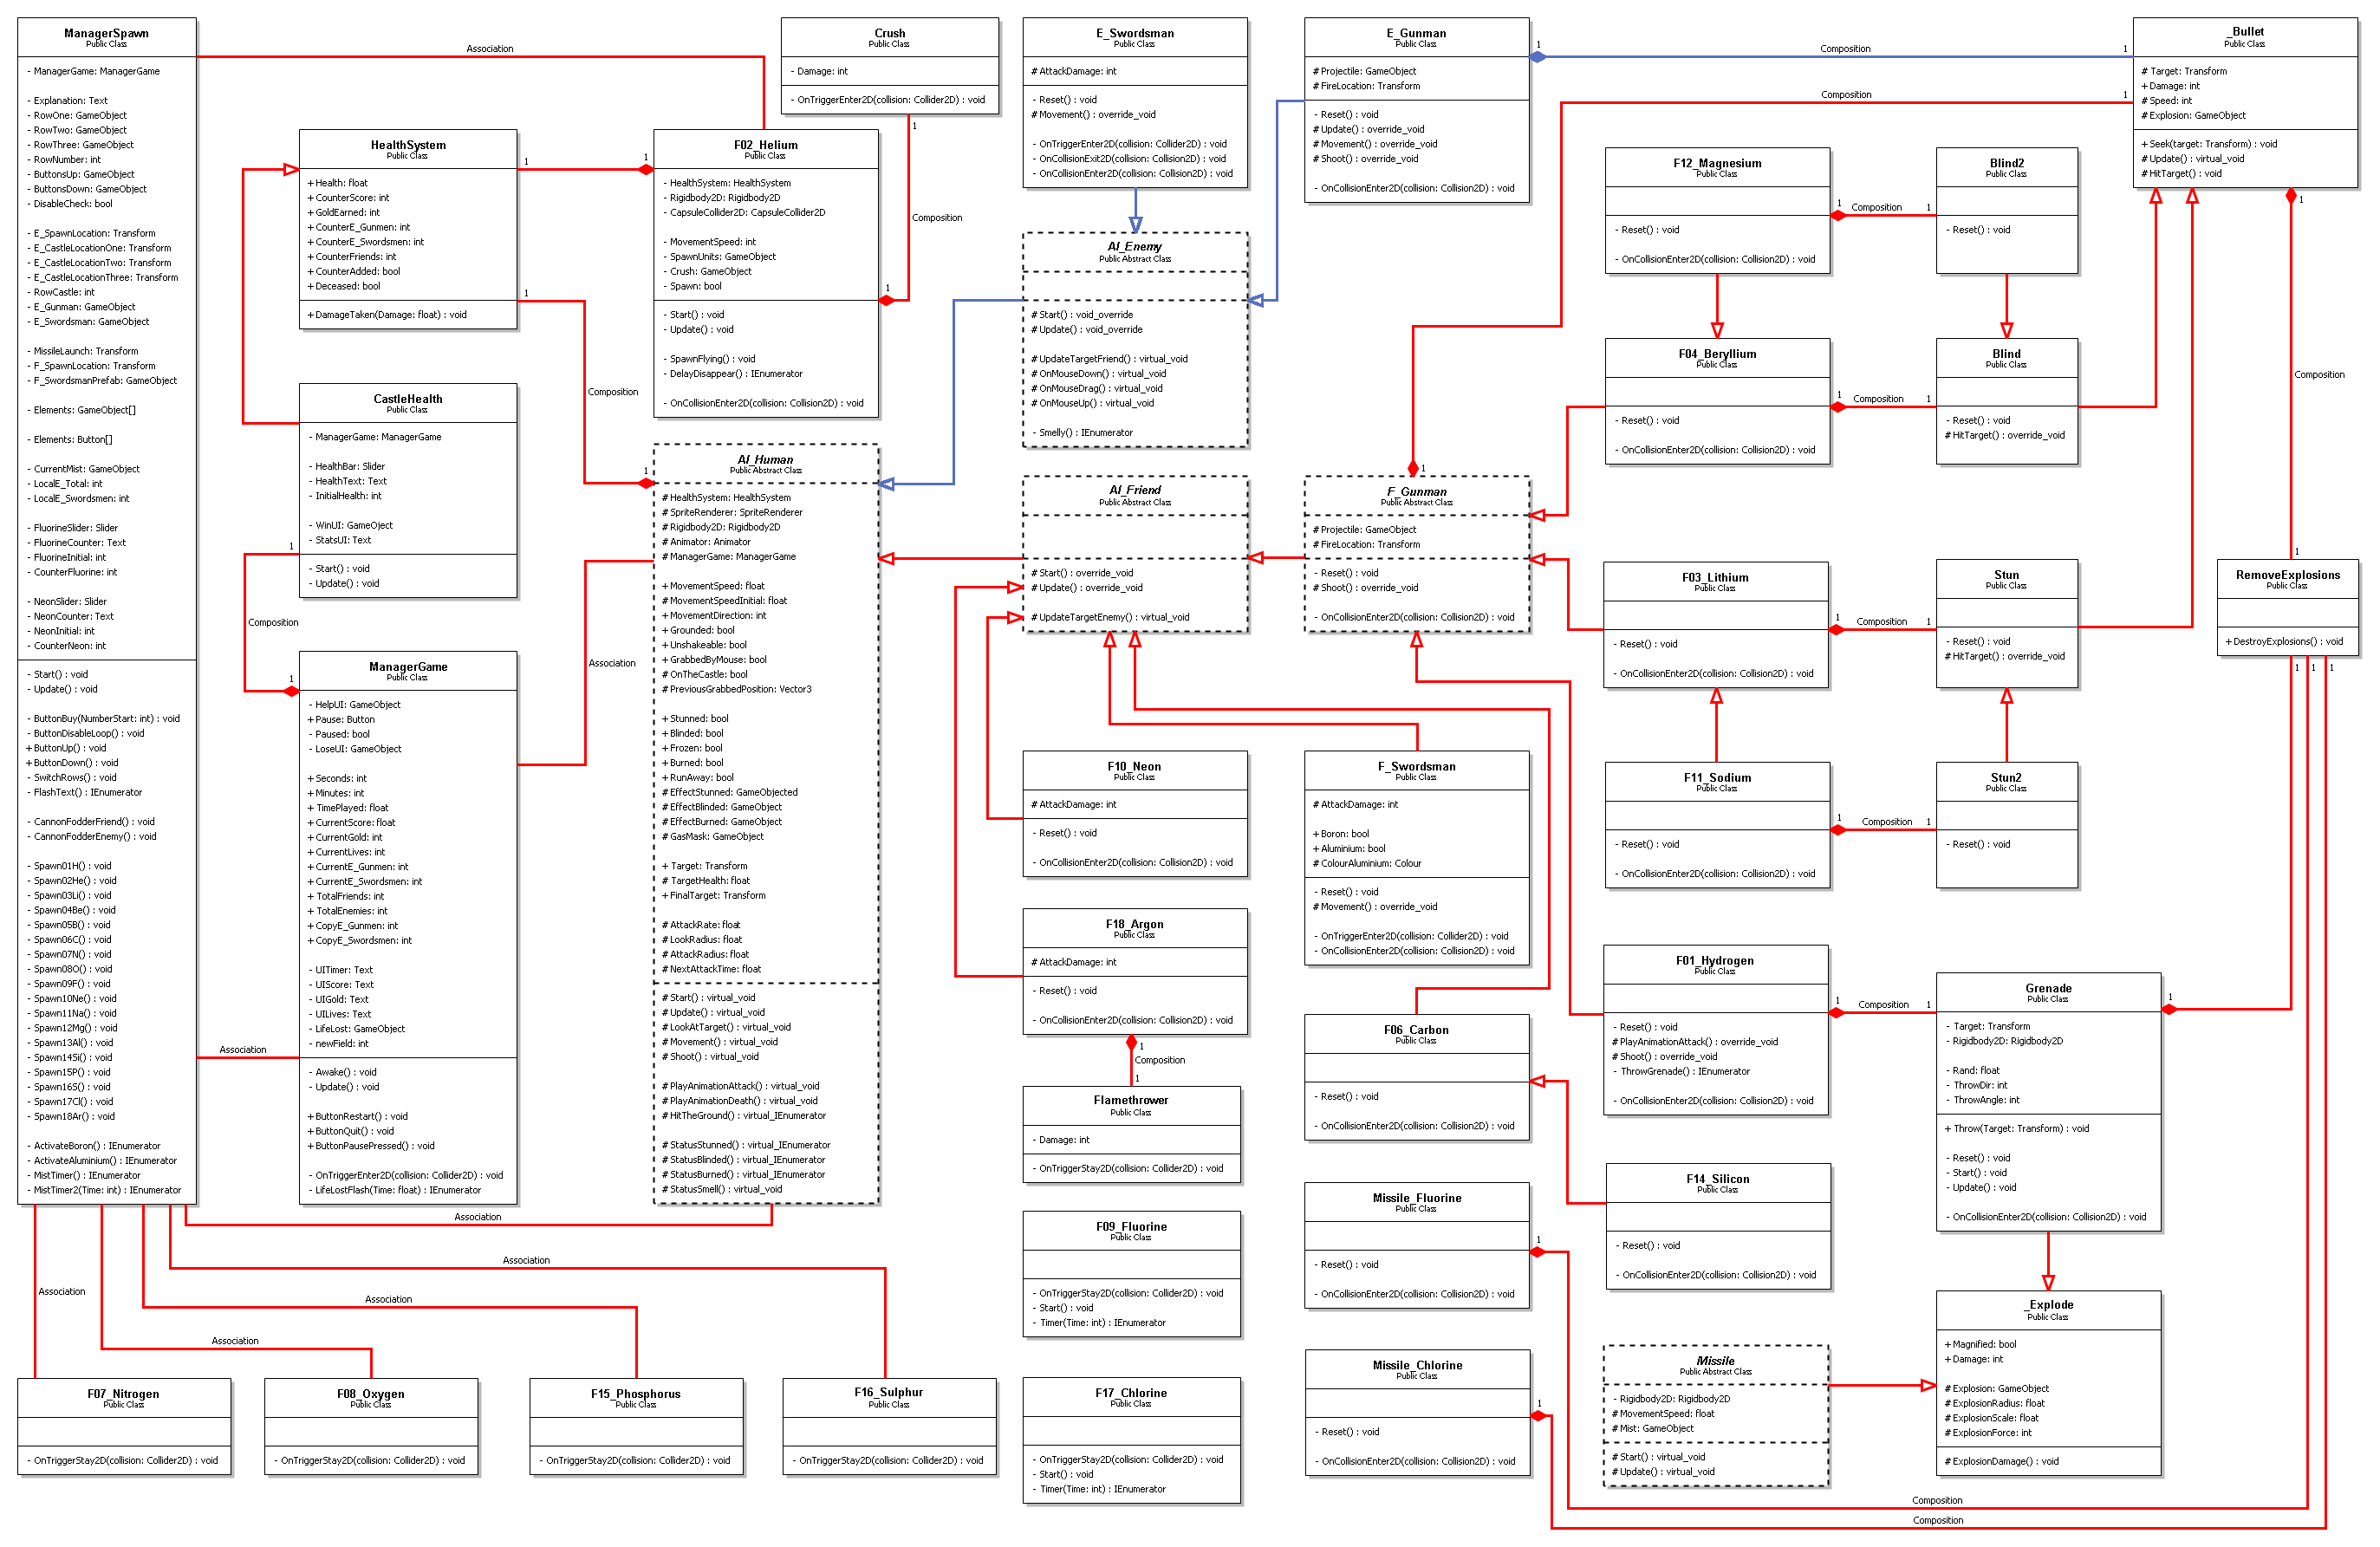 ManagerSpawn
Public Class
- ManagerGame: ManagerGame
- Explanation: Text
- RowOne: GameObject
- RowTwo: GameObject
- RowThree: GameObject
- RowNumber: int
- ButtonsUp: GameObject
- ButtonsDown: GameObject
- DisableCheck: bool
- E_SpawnLocation: Transform
- E_CastleLocationOne: Transform
- E_CastleLocationTwo: Transform
- E_CastleLocationThree: Transform
- RowCastle: int
- E_Gunman: GameObject
- E_Swordsman: GameObject
- MissileLaunch: Transform
- F_SpawnLocation: Transform
- F_SwordsmanPrefab: GameObject
- Elements: GameObject[]
- Elements: Button[]
- CurrentMist: GameObject
- LocalE_Total: int
- LocalE_Swordsmen: int
- FluorineSlider: Slider
- FluorineCounter: Text
- FluorineInitial: int
- CounterFluorine: int
- NeonSlider: Slider
- NeonCounter: Text
- NeonInitial: int
- CounterNeon: int
- Start() : void
- Update() : void
- ButtonBuy(NumberStart: int) : void
- ButtonDisableLoop() : void
+ ButtonUp() : void
+ ButtonDown() : void
- SwitchRows() : void
- FlashText() : IEnumerator
- CannonFodderFriend() : void
- CannonFodderEnemy() : void
- Spawn01H() : void
- Spawn02He() : void
- Spawn03Li() : void
- Spawn04Be() : void
- Spawn05B() : void
- Spawn06C() : void
- Spawn07N() : void
- Spawn08O() : void
- Spawn09F() : void
- Spawn10Ne() : void
- Spawn11Na() : void
- Spawn12Mg() : void
- Spawn13Al() : void
- Spawn14Si() : void
- Spawn15P() : void
- Spawn16S() : void
- Spawn17Cl() : void
- Spawn18Ar() : void
- ActivateBoron() : IEnumerator
- ActivateAluminium() : IEnumerator
- MistTimer() : IEnumerator
- MistTimer2(Time: int) : IEnumerator
Association
HealthSystem
Public Class
+ Health: float
+ CounterScore: int
+ GoldEarned: int
+ CounterE_Gunmen: int
+ CounterE_Swordsmen: int
+ CounterFriends: int
+ CounterAdded: bool
+ Deceased: bool
+ DamageTaken(Damage: float) : void
1
1
1
1
Composition
CastleHealth
Public Class
- ManagerGame: ManagerGame
- HealthBar: Slider
- HealthText: Text
- InitialHealth: int
- WinUI: GameOject
- StatsUI: Text
- Start() : void
- Update() : void
1
Composition
1
ManagerGame
Public Class
- HelpUI: GameObject
+ Pause: Button
- Paused: bool
- LoseUI: GameObject
+ Seconds: int
+ Minutes: int
+ TimePlayed: float
+ CurrentScore: float
+ CurrentGold: int
+ CurrentLives: int
+ CurrentE_Gunmen: int
+ CurrentE_Swordsmen: int
+ TotalFriends: int
+ TotalEnemies: int
+ CopyE_Gunmen: int
+ CopyE_Swordsmen: int
- UITimer: Text
- UIScore: Text
- UIGold: Text
- UILives: Text
- LifeLost: GameObject
- newField: int
- Awake() : void
- Update() : void
+ ButtonRestart() : void
+ ButtonQuit() : void
+ ButtonPausePressed() : void
- OnTriggerEnter2D(collision: Collider2D) : void
- LifeLostFlash(Time: float) : IEnumerator
Association
Association
Crush
Public Class
- Damage: int
- OnTriggerEnter2D(collision: Collider2D) : void
1
Composition
1
F02_Helium
Public Class
- HealthSystem: HealthSystem
- Rigidbody2D: Rigidbody2D
- CapsuleCollider2D: CapsuleCollider2D
- MovementSpeed: int
- SpawnUnits: GameObject
- Crush: GameObject
- Spawn: bool
- Start() : void
- Update() : void
- SpawnFlying() : void
- DelayDisappear() : IEnumerator
- OnCollisionEnter2D(collision: Collision2D) : void
AI_Human
Public Abstract Class
# HealthSystem: HealthSystem
# SpriteRenderer: SpriteRenderer
# Rigidbody2D: Rigidbody2D
# Animator: Animator
# ManagerGame: ManagerGame
+ MovementSpeed: float
# MovementSpeedInitial: float
# MovementDirection: int
+ Grounded: bool
+ Unshakeable: bool
+ GrabbedByMouse: bool
# OnTheCastle: bool
# PreviousGrabbedPosition: Vector3
+ Stunned: bool
+ Blinded: bool
+ Frozen: bool
+ Burned: bool
+ RunAway: bool
# EffectStunned: GameObjected
# EffectBlinded: GameObject
# EffectBurned: GameObject
# GasMask: GameObject
+ Target: Transform
# TargetHealth: float
+ FinalTarget: Transform
# AttackRate: float
# LookRadius: float
# AttackRadius: float
# NextAttackTime: float
# Start() : virtual_void
# Update() : virtual_void
# LookAtTarget() : virtual_void
# Movement() : virtual_void
# Shoot() : virtual_void
# PlayAnimationAttack() : virtual_void
# PlayAnimationDeath() : virtual_void
# HitTheGround() : virtual_IEnumerator
# StatusStunned() : virtual_IEnumerator
# StatusBlinded() : virtual_IEnumerator
# StatusBurned() : virtual_IEnumerator
# StatusSmell() : virtual_void
Association
Association
Association
Association
Association
F07_Nitrogen
Public Class
- OnTriggerStay2D(collision: Collider2D) : void
F08_Oxygen
Public Class
- OnTriggerStay2D(collision: Collider2D) : void
F15_Phosphorus
Public Class
- OnTriggerStay2D(collision: Collider2D) : void
F16_Sulphur
Public Class
- OnTriggerStay2D(collision: Collider2D) : void
E_Swordsman
Public Class
# AttackDamage: int
- Reset() : void
# Movement() : override_void
- OnTriggerEnter2D(collision: Collider2D) : void
- OnCollisionExit2D(collision: Collision2D) : void
- OnCollisionEnter2D(collision: Collision2D) : void
AI_Enemy
Public Abstract Class
# Start() : void_override
# Update() : void_override
# UpdateTargetFriend() : virtual_void
# OnMouseDown() : virtual_void
# OnMouseDrag() : virtual_void
# OnMouseUp() : virtual_void
- Smelly() : IEnumerator
AI_Friend
Public Abstract Class
# Start() : override_void
# Update() : override_void
# UpdateTargetEnemy() : virtual_void
F10_Neon
Public Class
# AttackDamage: int
- Reset() : void
- OnCollisionEnter2D(collision: Collision2D) : void
F18_Argon
Public Class
# AttackDamage: int
- Reset() : void
- OnCollisionEnter2D(collision: Collision2D) : void
1
Composition
1
Flamethrower
Public Class
- Damage: int
- OnTriggerStay2D(collision: Collider2D) : void
F09_Fluorine
Public Class
- OnTriggerStay2D(collision: Collider2D) : void
- Start() : void
- Timer(Time: int) : IEnumerator
F17_Chlorine
Public Class
- OnTriggerStay2D(collision: Collider2D) : void
- Start() : void
- Timer(Time: int) : IEnumerator
E_Gunman
Public Class
# Projectile: GameObject
# FireLocation: Transform
- Reset() : void
# Update() : override_void
# Movement() : override_void
# Shoot() : override_void
- OnCollisionEnter2D(collision: Collision2D) : void
1
Composition
1
Composition
1
1
F_Gunman
Public Abstract Class
# Projectile: GameObject
# FireLocation: Transform
- Reset() : void
# Shoot() : override_void
- OnCollisionEnter2D(collision: Collision2D) : void
F_Swordsman
Public Class
# AttackDamage: int
+ Boron: bool
+ Aluminium: bool
# ColourAluminium: Colour
- Reset() : void
# Movement() : override_void
- OnTriggerEnter2D(collision: Collider2D) : void
- OnCollisionEnter2D(collision: Collision2D) : void
F06_Carbon
Public Class
- Reset() : void
- OnCollisionEnter2D(collision: Collision2D) : void
Missile_Fluorine
Public Class
- Reset() : void
- OnCollisionEnter2D(collision: Collision2D) : void
1
Missile_Chlorine
Public Class
- Reset() : void
- OnCollisionEnter2D(collision: Collision2D) : void
1
F12_Magnesium
Public Class
- Reset() : void
- OnCollisionEnter2D(collision: Collision2D) : void
1 Composition 1
Blind2
Public Class
- Reset() : void
F04_Beryllium
Public Class
- Reset() : void
- OnCollisionEnter2D(collision: Collision2D) : void
1 Composition 1
Blind
Public Class
- Reset() : void
# HitTarget() : override_void
F03_Lithium
Public Class
- Reset() : void
- OnCollisionEnter2D(collision: Collision2D) : void
1 Composition 1
Stun
Public Class
- Reset() : void
# HitTarget() : override_void
F11_Sodium
Public Class
- Reset() : void
- OnCollisionEnter2D(collision: Collision2D) : void
1 Composition 1
Stun2
Public Class
- Reset() : void
F01_Hydrogen
Public Class
- Reset() : void
# PlayAnimationAttack() : override_void
# Shoot() : override_void
- ThrowGrenade() : IEnumerator
- OnCollisionEnter2D(collision: Collision2D) : void
1 Composition 1
Grenade
Public Class
- Target: Transform
- Rigidbody2D: Rigidbody2D
- Rand: float
- ThrowDir: int
- ThrowAngle: int
+ Throw(Target: Transform) : void
- Reset() : void
- Start() : void
- Update() : void
- OnCollisionEnter2D(collision: Collision2D) : void
1
F14_Silicon
Public Class
- Reset() : void
- OnCollisionEnter2D(collision: Collision2D) : void
Missile
Public Abstract Class
- Rigidbody2D: Rigidbody2D
# MovementSpeed: float
# Mist: GameObject
# Start() : virtual_void
# Update() : virtual_void
_Explode
Public Class
+ Magnified: bool
+ Damage: int
# Explosion: GameObject
# ExplosionRadius: float
# ExplosionScale: float
# ExplosionForce: int
# ExplosionDamage() : void
Composition
Composition
_Bullet
Public Class
# Target: Transform
+ Damage: int
# Speed: int
# Explosion: GameObject
+ Seek(target: Transform) : void
# Update() : virtual_void
# HitTarget() : void
1
Composition
1
RemoveExplosions
Public Class
+ DestroyExplosions() : void
1 1 1